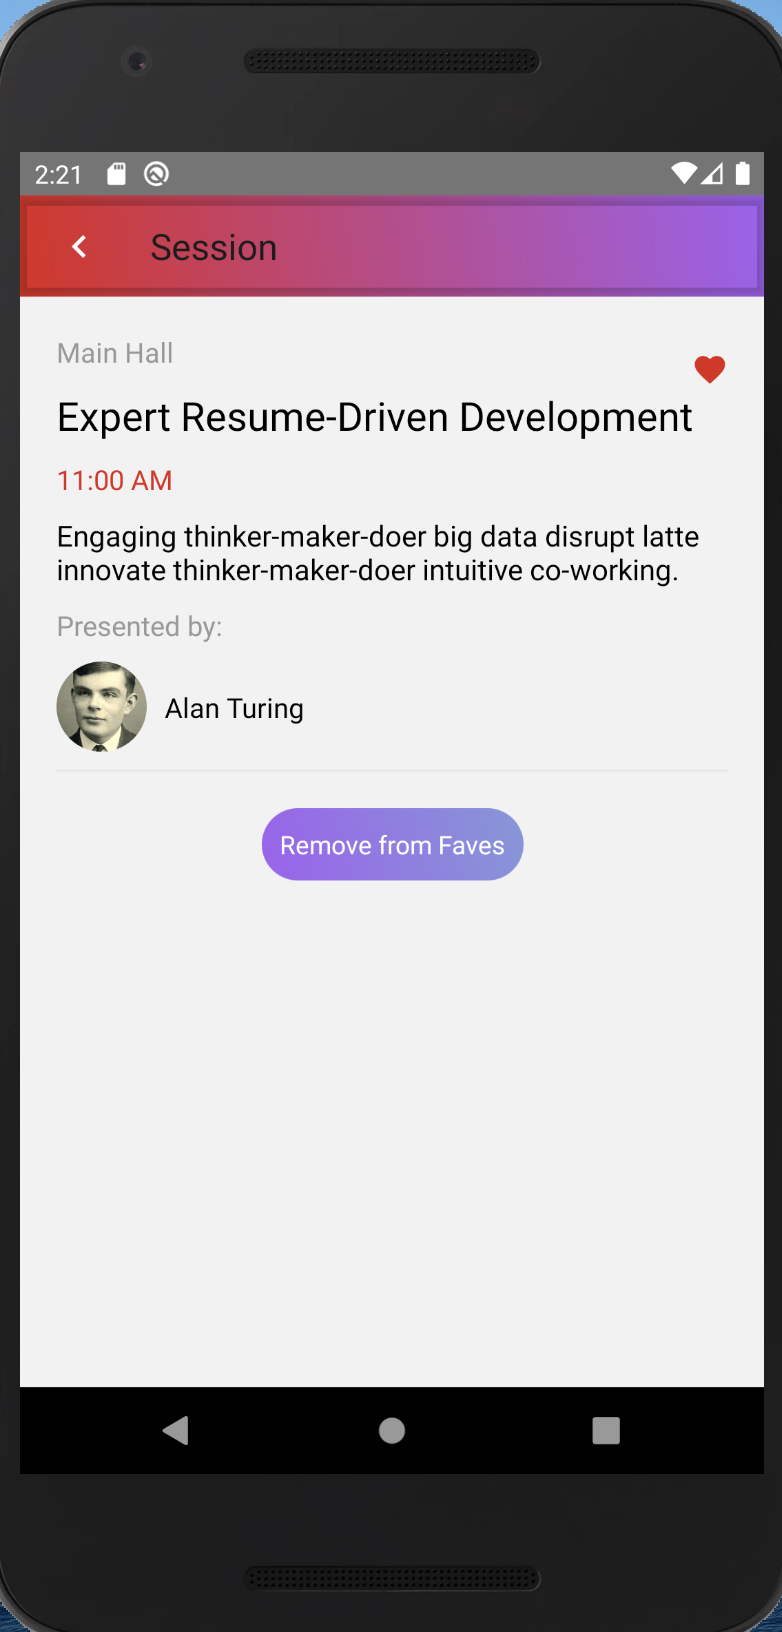 2:21
Session
Main Hall
Expert Resume-Driven Development
11:00 AM
Engaging thinker-maker-doer big data disrupt latte
innovate thinker-maker-doer intuitive co-working.
Presented by:
Alan Turing
Remove from Faves